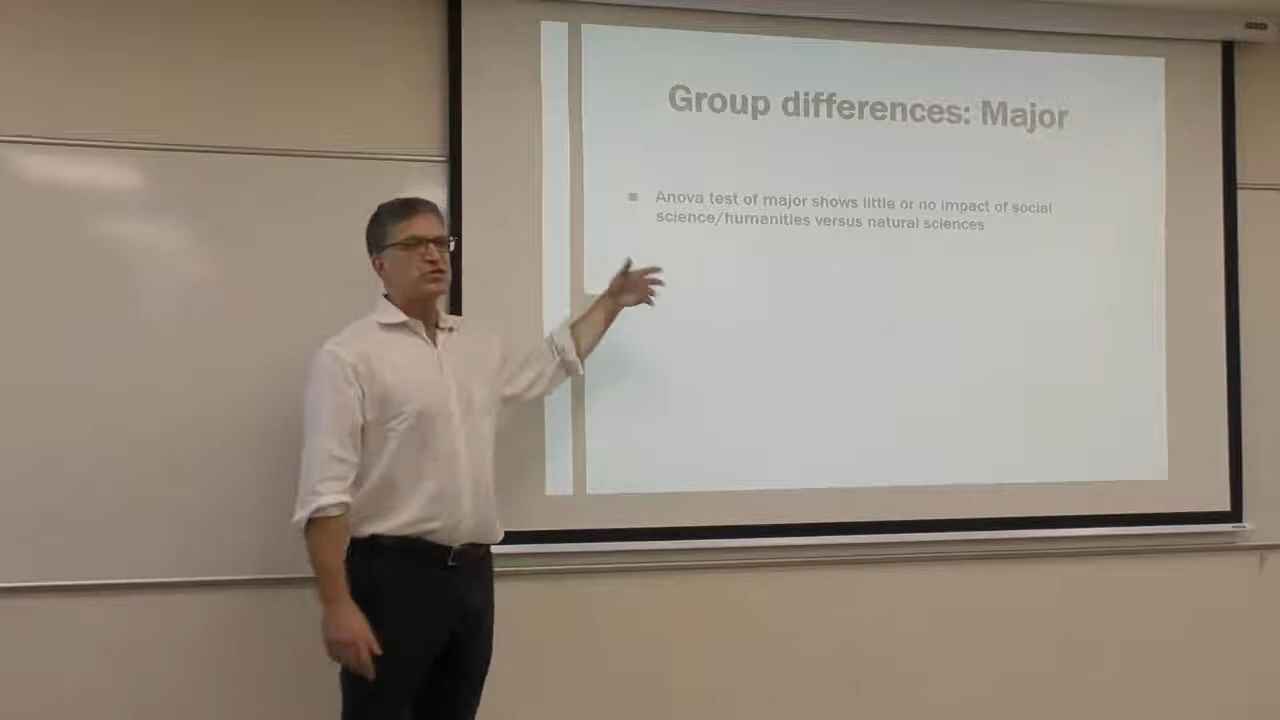 Group differences: Major
Anova test of major shows little or no impact of social
science/humanities versus natural sciences